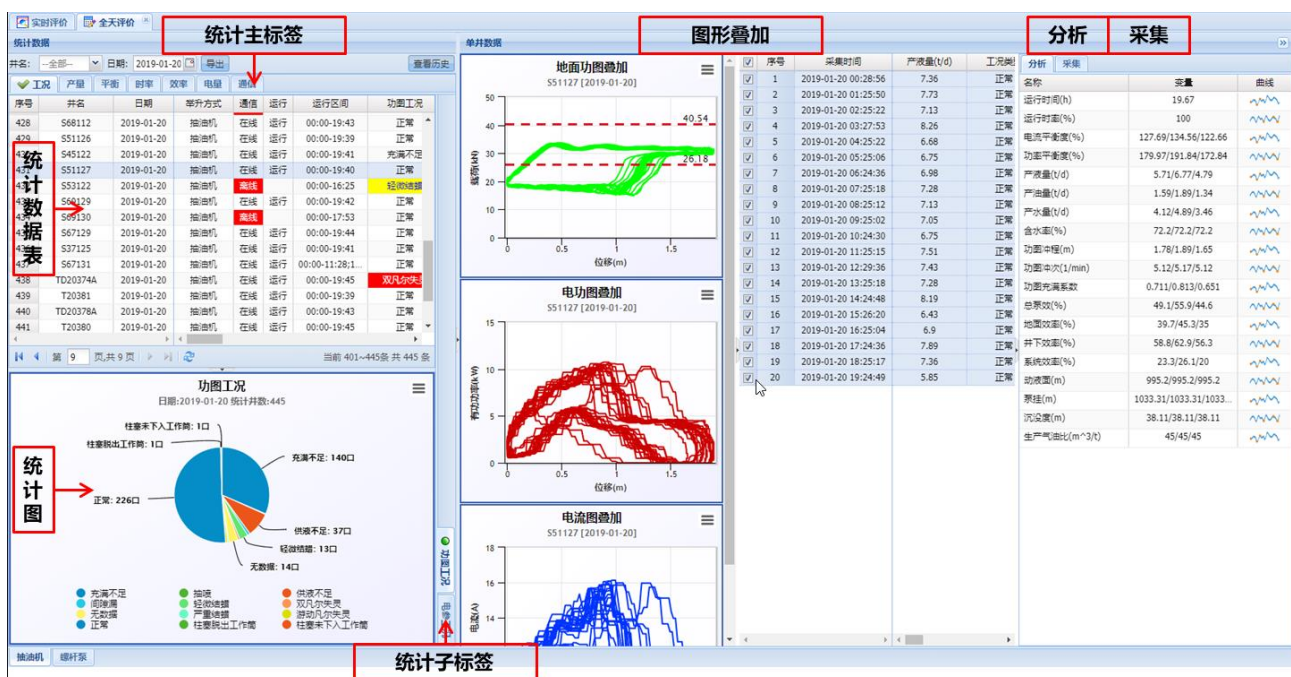 实时评价 全天评价
统计主标签 图形叠加 分析 采集
统计数据 单井数据
井名: --全部-- 日期: 2019-01-20 导出 查看历史
工况 产量 平衡 时率 效率 电量 通信
序号 井名 日期 举升方式 通信 运行 运行区间 功图工况
428 S68112 2019-01-20 抽油机 在线 运行 00:00-19:43 正常
429 S51126 2019-01-20 抽油机 在线 运行 00:00-19:39 正常
S45122 2019-01-20 抽油机 在线 运行 00:00-19:41 充满不足
S51127 2019-01-20 抽油机 在线 运行 00:00-19:40 正常
S53122 2019-01-20 抽油机 离线 00:00-16:25 轻微结蜡
S69129 2019-01-20 抽油机 在线 运行 00:00-19:42 正常
S69130 2019-01-20 抽油机 离线 00:00-17:53 正常
S67129 2019-01-20 抽油机 在线 运行 00:00-19:44 正常
S37125 2019-01-20 抽油机 在线 运行 00:00-19:41 正常
437 S67131 2019-01-20 抽油机 在线 运行 00:00-11:28;1... 正常
438 TD20374A 2019-01-20 抽油机 在线 运行 00:00-19:45 双凡尔失灵
439 T20381 2019-01-20 抽油机 在线 运行 00:00-19:39 正常
440 TD20378A 2019-01-20 抽油机 在线 运行 00:00-19:43 正常
441 T20380 2019-01-20 抽油机 在线 运行 00:00-19:45 正常
统计数据表
第 9 页,共 9 页 当前 401~445条 共 445 条
功图工况
日期:2019-01-20 统计井数:445
柱塞未下入工作筒: 1口
柱塞脱出工作筒: 1口
充满不足: 140口
正常: 226口
供液不足: 37口
轻微结蜡: 13口
无数据: 14口
统计图
充满不足 抽喷 供液不足
间隙漏 轻微结蜡 双凡尔失灵
无数据 严重结蜡 游动凡尔失灵
正常 柱塞脱出工作筒 柱塞未下入工作筒
功图工况
统计子标签
抽油机 螺杆泵
地面功图叠加
S51127 [2019-01-20]
载荷(kN)
50
40
30
20
10
0
40.54
26.18
0 0.5 1 1.5
位移(m)
电功图叠加
S51127 [2019-01-20]
有功功率(kW)
15
10
5
0
0 0.5 1 1.5
位移(m)
电流图叠加
S51127 [2019-01-20]
电流(A)
18
16
14
序号 采集时间 产液量(t/d) 工况类
1 2019-01-20 00:28:56 7.36 正常
2 2019-01-20 01:25:50 7.73 正常
3 2019-01-20 02:25:22 7.13 正常
4 2019-01-20 03:27:53 8.26 正常
5 2019-01-20 04:25:22 6.68 正常
6 2019-01-20 05:25:06 6.75 正常
7 2019-01-20 06:24:36 6.98 正常
8 2019-01-20 07:25:18 7.28 正常
9 2019-01-20 08:25:12 7.13 正常
10 2019-01-20 09:25:02 7.05 正常
11 2019-01-20 10:24:30 6.75 正常
12 2019-01-20 11:25:15 7.51 正常
13 2019-01-20 12:29:36 7.43 正常
14 2019-01-20 13:25:18 7.28 正常
15 2019-01-20 14:24:48 8.19 正常
16 2019-01-20 15:26:20 6.43 正常
17 2019-01-20 16:25:04 6.9 正常
18 2019-01-20 17:24:36 7.89 正常
19 2019-01-20 18:25:17 7.36 正常
20 2019-01-20 19:24:49 5.85 正常
分析 采集
名称 变量 曲线
运行时间(h) 19.67
运行时率(%) 100
电流平衡度(%) 127.69/134.56/122.66
功率平衡度(%) 179.97/191.84/172.84
产液量(t/d) 5.71/6.77/4.79
产油量(t/d) 1.59/1.89/1.34
产水量(t/d) 4.12/4.89/3.46
含水率(%) 72.2/72.2/72.2
功图冲程(m) 1.78/1.89/1.65
功图冲次(1/min) 5.12/5.17/5.12
功图充满系数 0.711/0.813/0.651
总泵效(%) 49.1/55.9/44.6
地面效率(%) 39.7/45.3/35
井下效率(%) 58.8/62.9/56.3
系统效率(%) 23.3/26.1/20
动液面(m) 995.2/995.2/995.2
泵挂(m) 1033.31/1033.31/1033...
沉没度(m) 38.11/38.11/38.11
生产气油比(m^3/t) 45/45/45